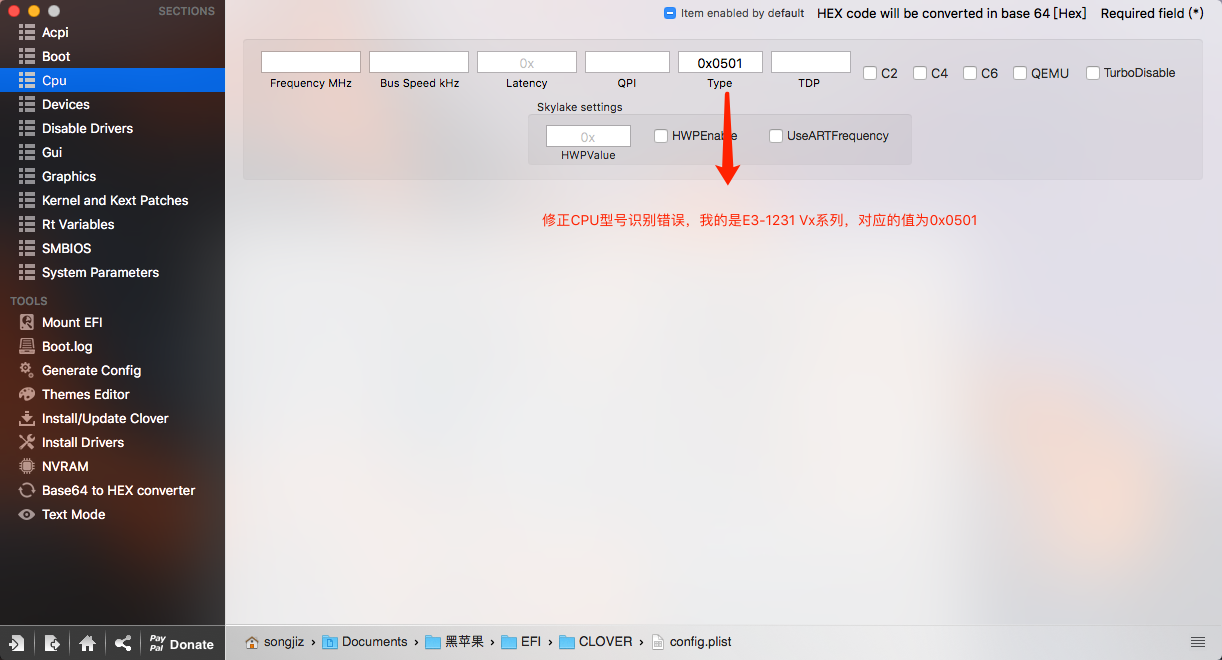 SECTIONS
Acpi
Boot
Cpu
Devices
Disable Drivers
Gui
Graphics
Kernel and Kext Patches
Rt Variables
SMBIOS
System Parameters
TOOLS
Mount EFI
Boot.log
Generate Config
Themes Editor
Install/Update Clover
Install Drivers
NVRAM
Base64 to HEX converter
Text Mode
PayPal Donate
Item enabled by default HEX code will be converted in base 64 [Hex] Required field (*)
0x 0x0501
Frequency MHz Bus Speed kHz Latency QPI Type TDP C2 C4 C6 QEMU TurboDisable
Skylake settings
0x HWPEnable UseARTFrequency
HWPValue
修正CPU型号识别错误，我的是E3-1231 Vx系列，对应的值为0x0501
songjiz › Documents › 黑苹果 › EFI › CLOVER › config.plist